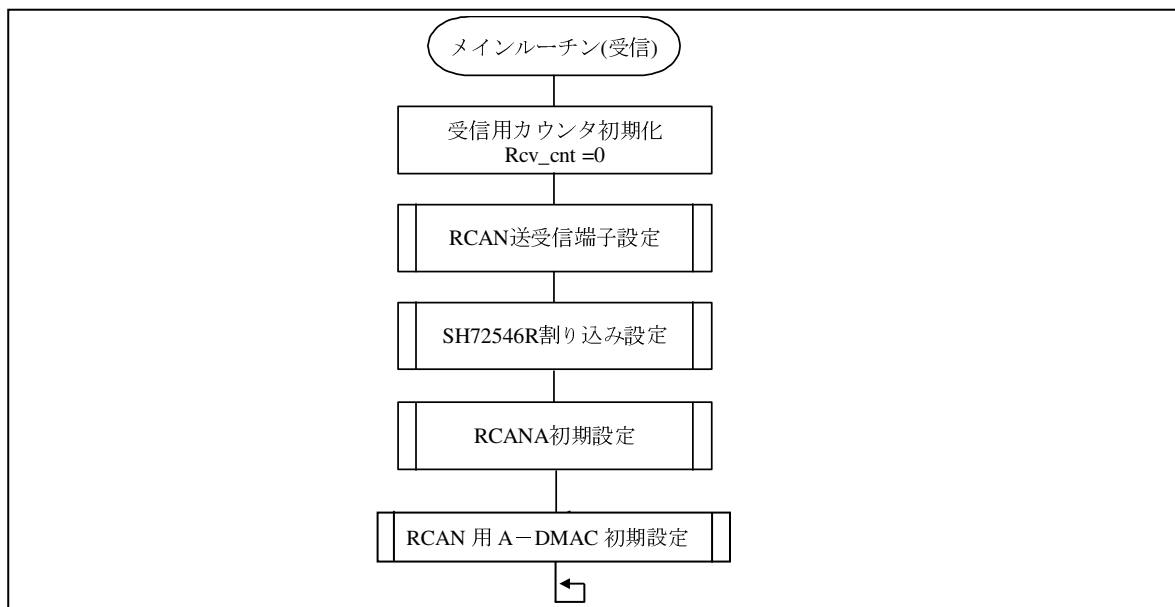 メインルーチン(受信)
受信用カウンタ初期化
Rcv_cnt =0
RCAN送受信端子設定
SH72546R割り込み設定
RCANA初期設定
RCAN 用 A－DMAC 初期設定